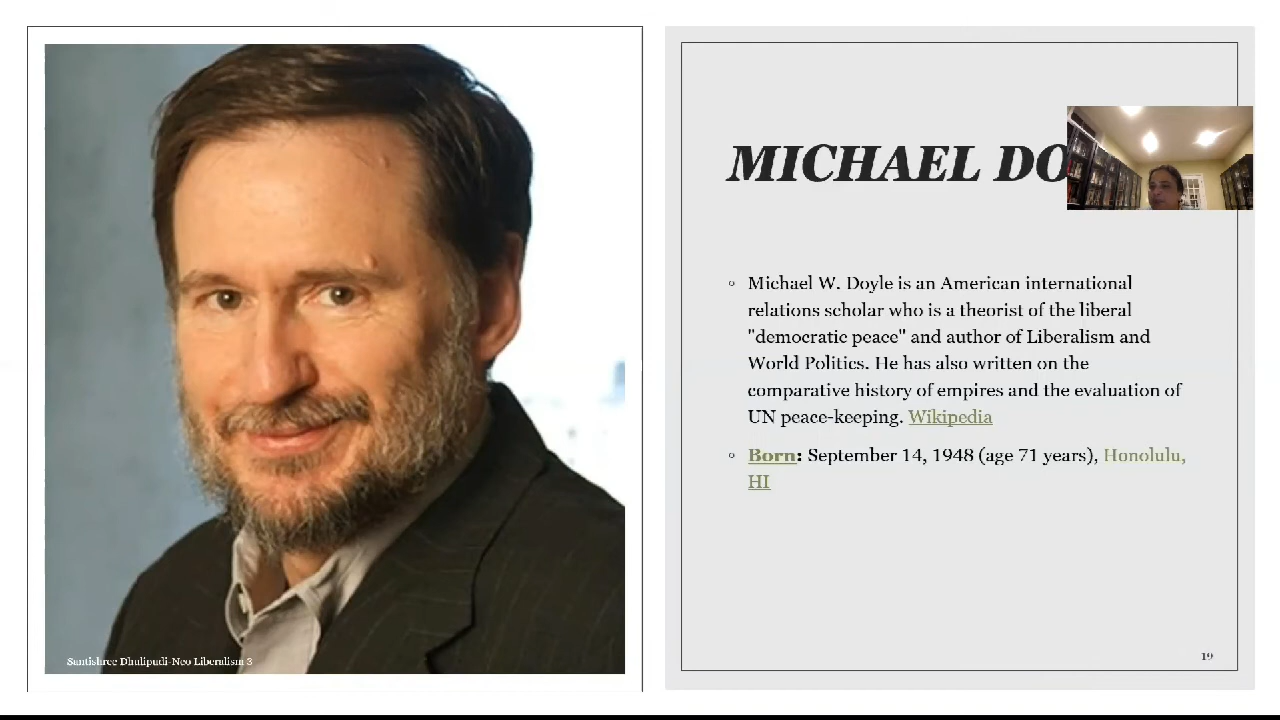 MICHAEL DO
Michael W. Doyle is an American international
relations scholar who is a theorist of the liberal
"democratic peace" and author of Liberalism and
World Politics. He has also written on the
comparative history of empires and the evaluation of
UN peace-keeping. Wikipedia
Born: September 14, 1948 (age 71 years), Honolulu,
HI
Santishree Dhulipudi-Neo Liberalism 3
19